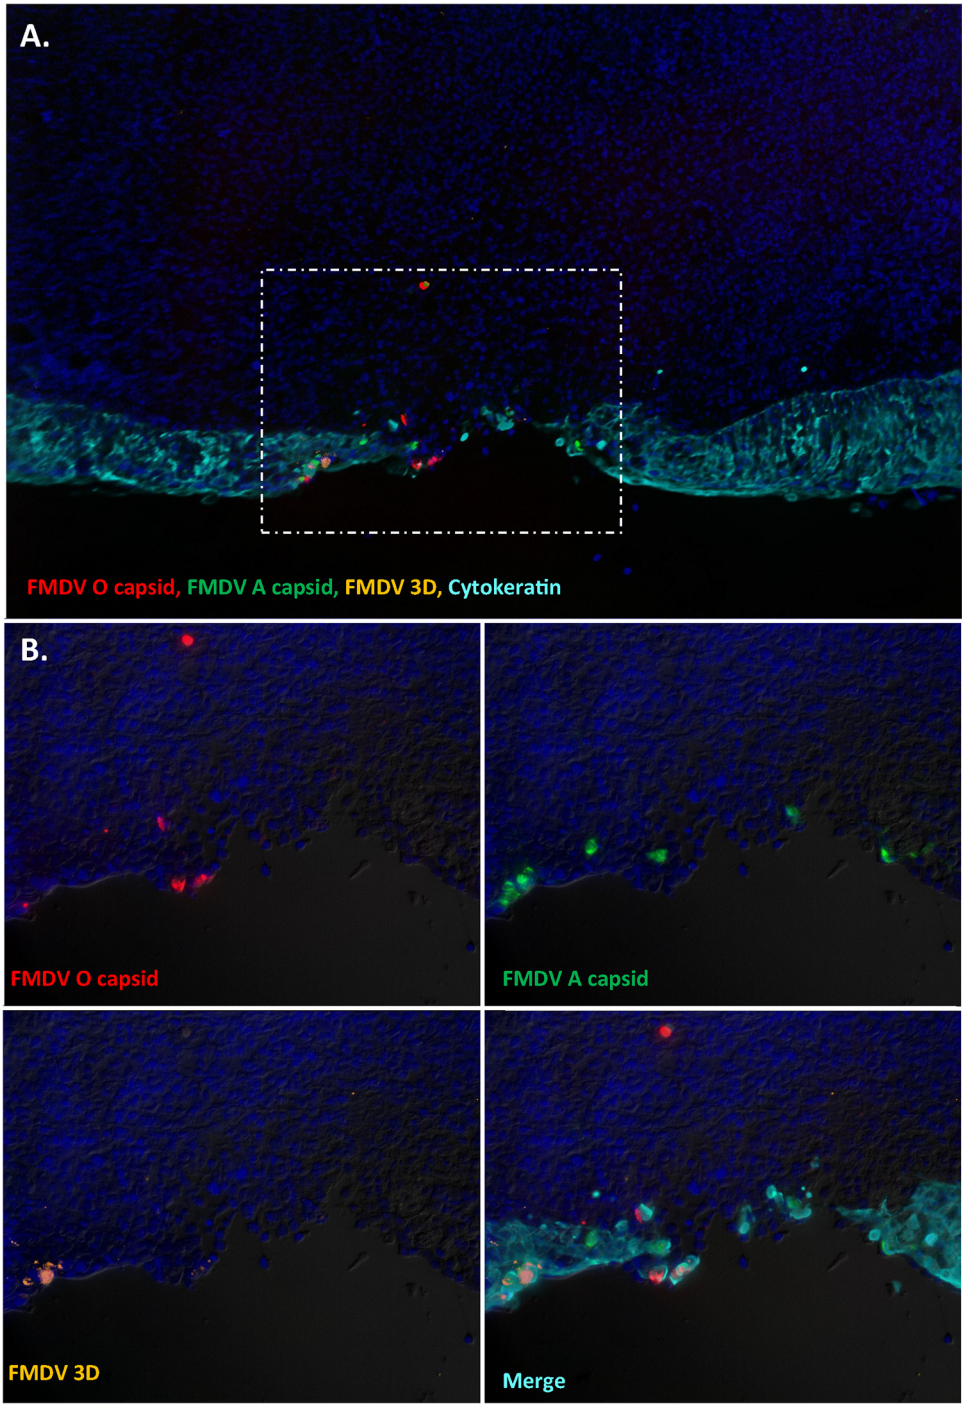 A.
FMDV O capsid, FMDV A capsid, FMDV 3D, Cytokeratin
B.
FMDV O capsid
FMDV A capsid
FMDV 3D
Merge